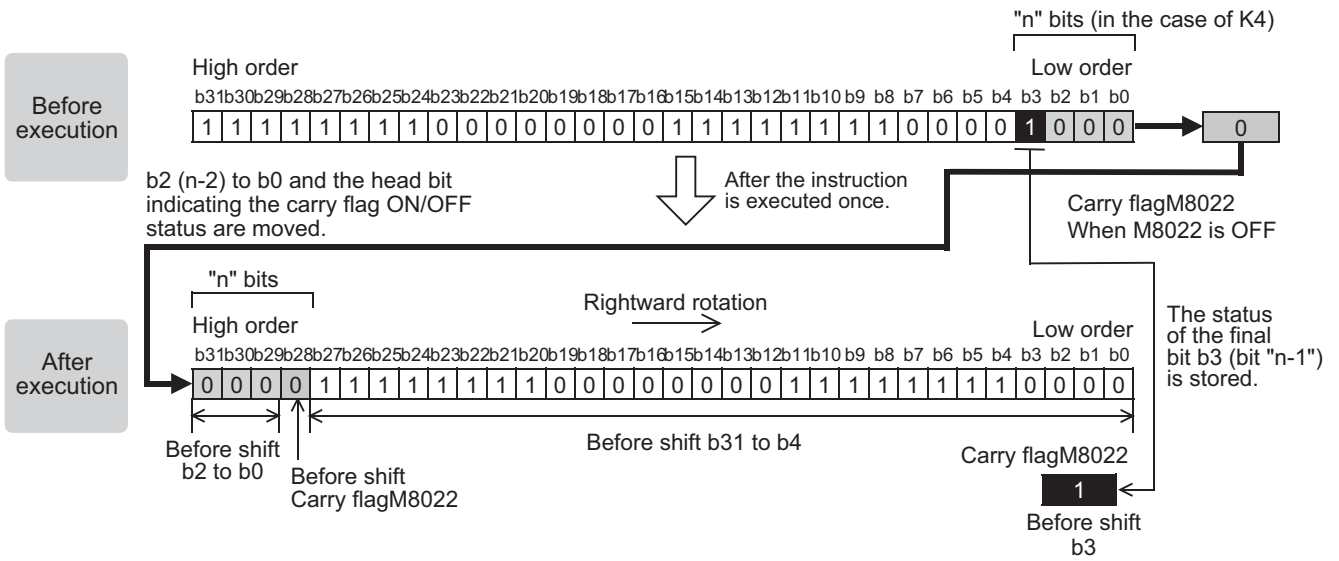 "n" bits (in the case of K4)
High order
Low order
b31b30b29b28b27b26b25b24b23b22b21b20b19b18b17b16b15b14b13b12b11b10 b9 b8 b7 b6 b5 b4 b3 b2 b1 b0
Before
execution
1 1 1 1 1 1 1 1 0 0 0 0 0 0 0 0 1 1 1 1 1 1 1 1 0 0 0 0 1 0 0 0
0
b2 (n-2) to b0 and the head bit
indicating the carry flag ON/OFF
status are moved.
After the instruction
is executed once.
Carry flagM8022
When M8022 is OFF
"n" bits
Rightward rotation
High order
Low order
b31b30b29b28b27b26b25b24b23b22b21b20b19b18b17b16b15b14b13b12b11b10 b9 b8 b7 b6 b5 b4 b3 b2 b1 b0
After
execution
0 0 0 0 1 1 1 1 1 1 1 1 0 0 0 0 0 0 0 0 1 1 1 1 1 1 1 1 0 0 0 0
The status
of the final
bit b3 (bit "n-1")
is stored.
Before shift
b2 to b0
Before shift
Carry flagM8022
Before shift b31 to b4
Carry flagM8022
1
Before shift
b3